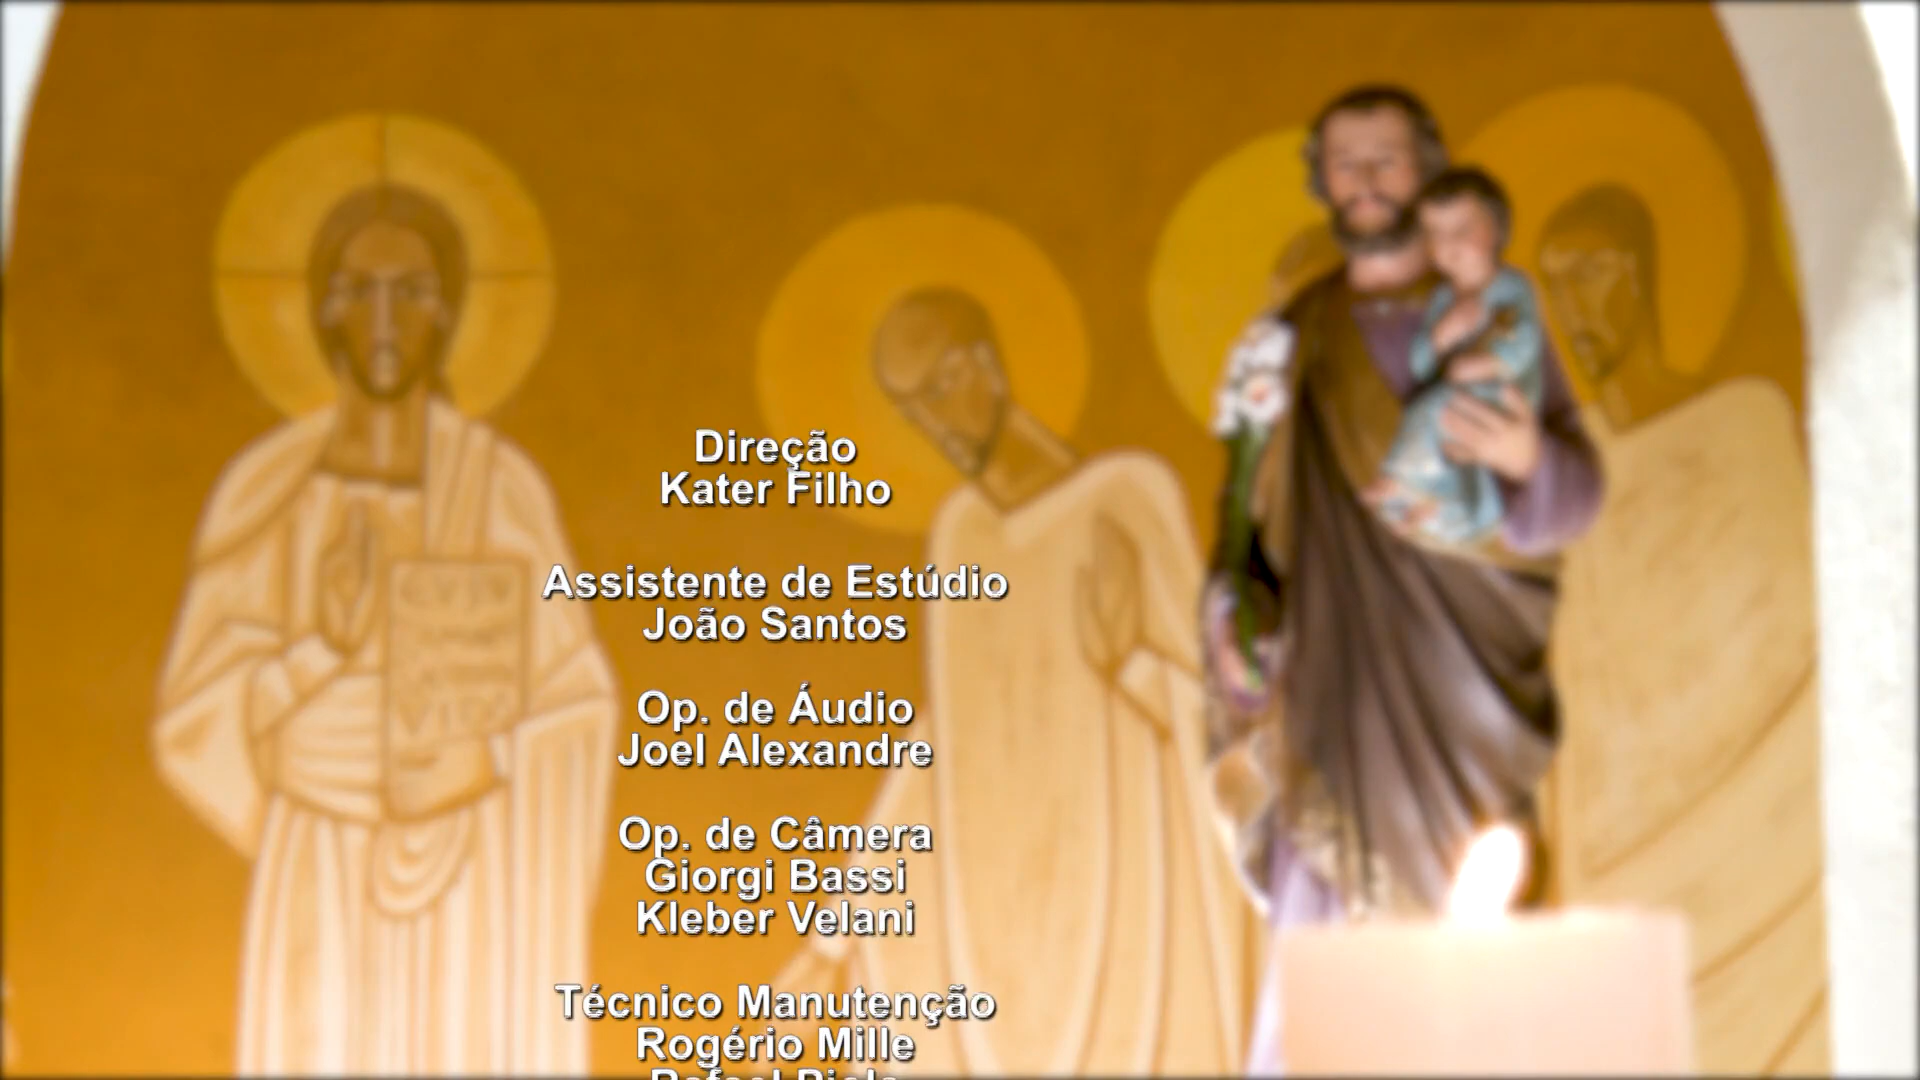 Direção
Kater Filho
Assistente de Estúdio
João Santos
Op. de Áudio
Joel Alexandre
Op. de Câmera
Giorgi Bassi
Kleber Velani
Técnico Manutenção
Rogério Mille
Rafael